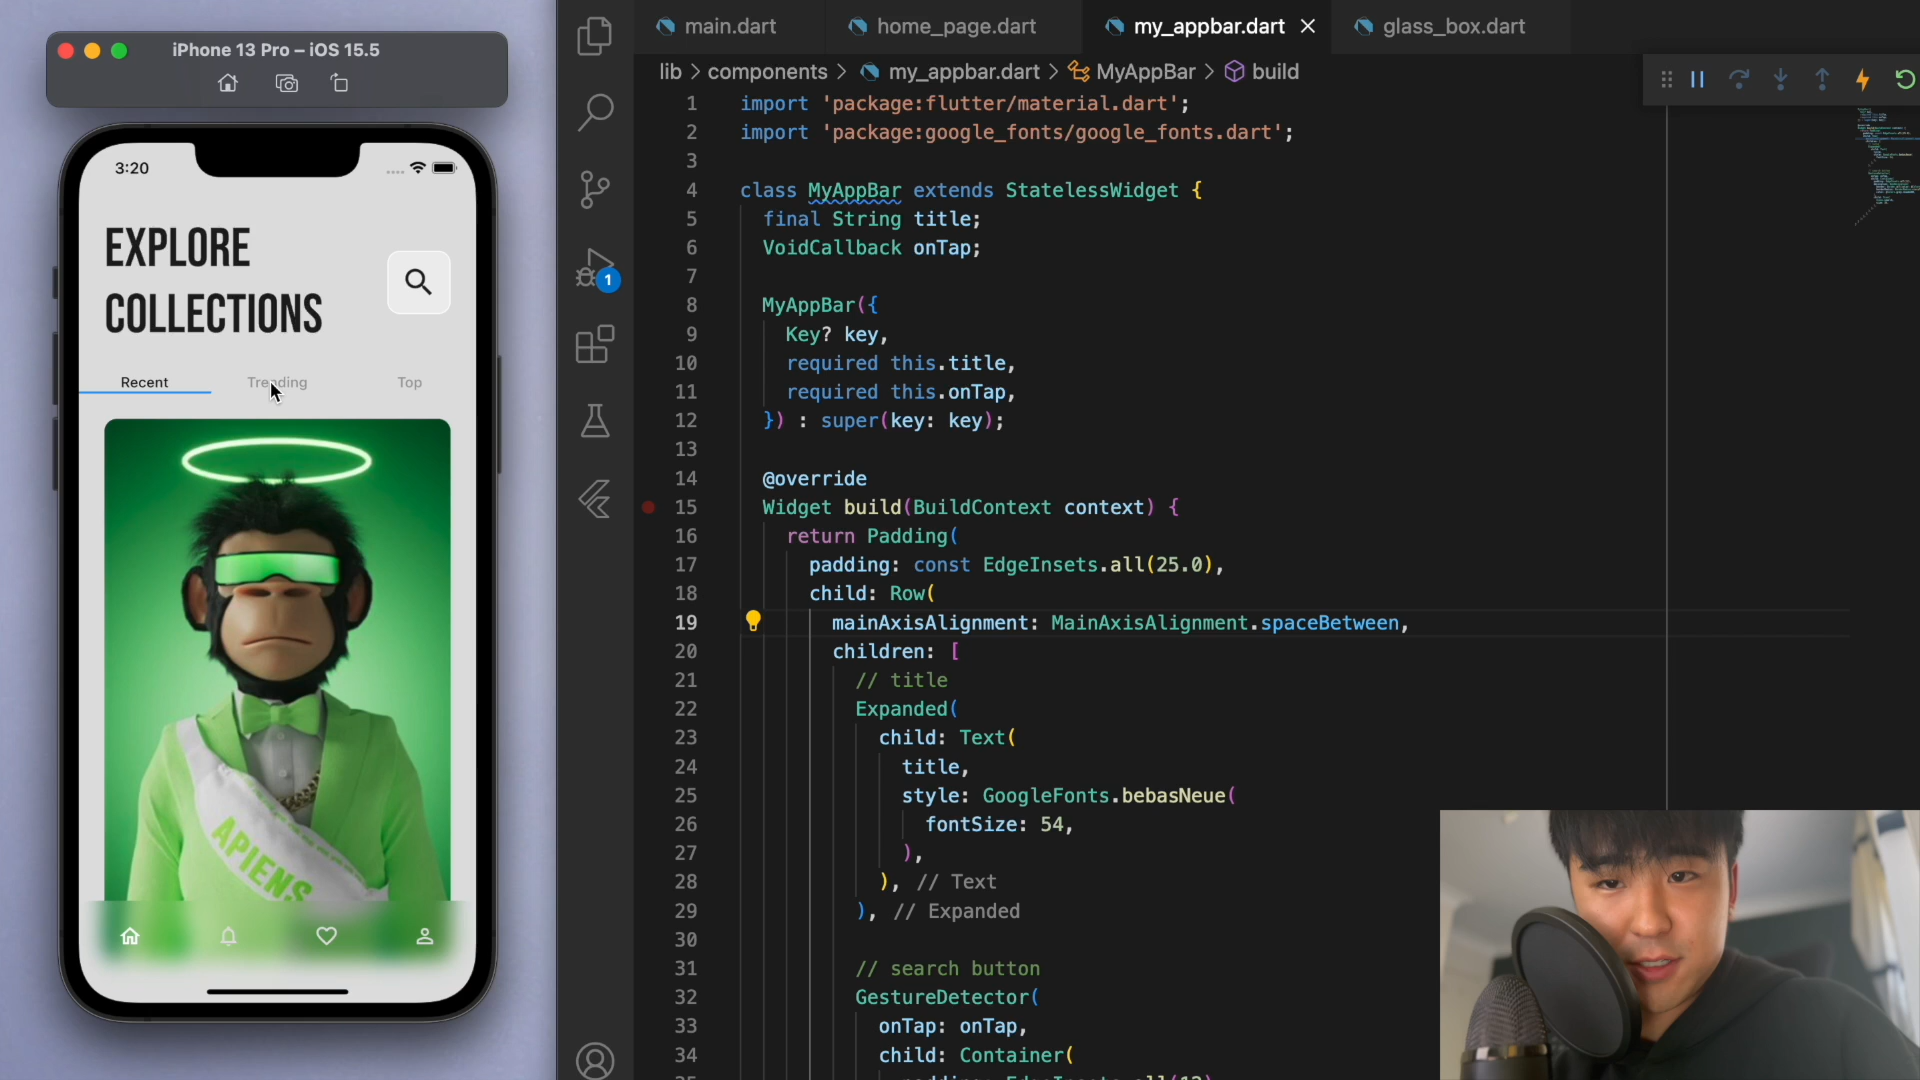 iPhone 13 Pro – iOS 15.5
3:20
EXPLORE
COLLECTIONS
Recent
Trending
Top
APIENS
1
main.dart
home_page.dart
my_appbar.dart
glass_box.dart
lib > components > my_appbar.dart > MyAppBar > build
1 import 'package:flutter/material.dart';
2 import 'package:google_fonts/google_fonts.dart';
3
4 class MyAppBar extends StatelessWidget {
5 final String title;
6 VoidCallback onTap;
7
8 MyAppBar({
9 Key? key,
10 required this.title,
11 required this.onTap,
12 }) : super(key: key);
13
14 @override
15 Widget build(BuildContext context) {
16 return Padding(
17 padding: const EdgeInsets.all(25.0),
18 child: Row(
19 mainAxisAlignment: MainAxisAlignment.spaceBetween,
20 children: [
21 // title
22 Expanded(
23 child: Text(
24 title,
25 style: GoogleFonts.bebasNeue(
26 fontSize: 54,
27 ),
28 ), // Text
29 ), // Expanded
30
31 // search button
32 GestureDetector(
33 onTap: onTap,
34 child: Container(